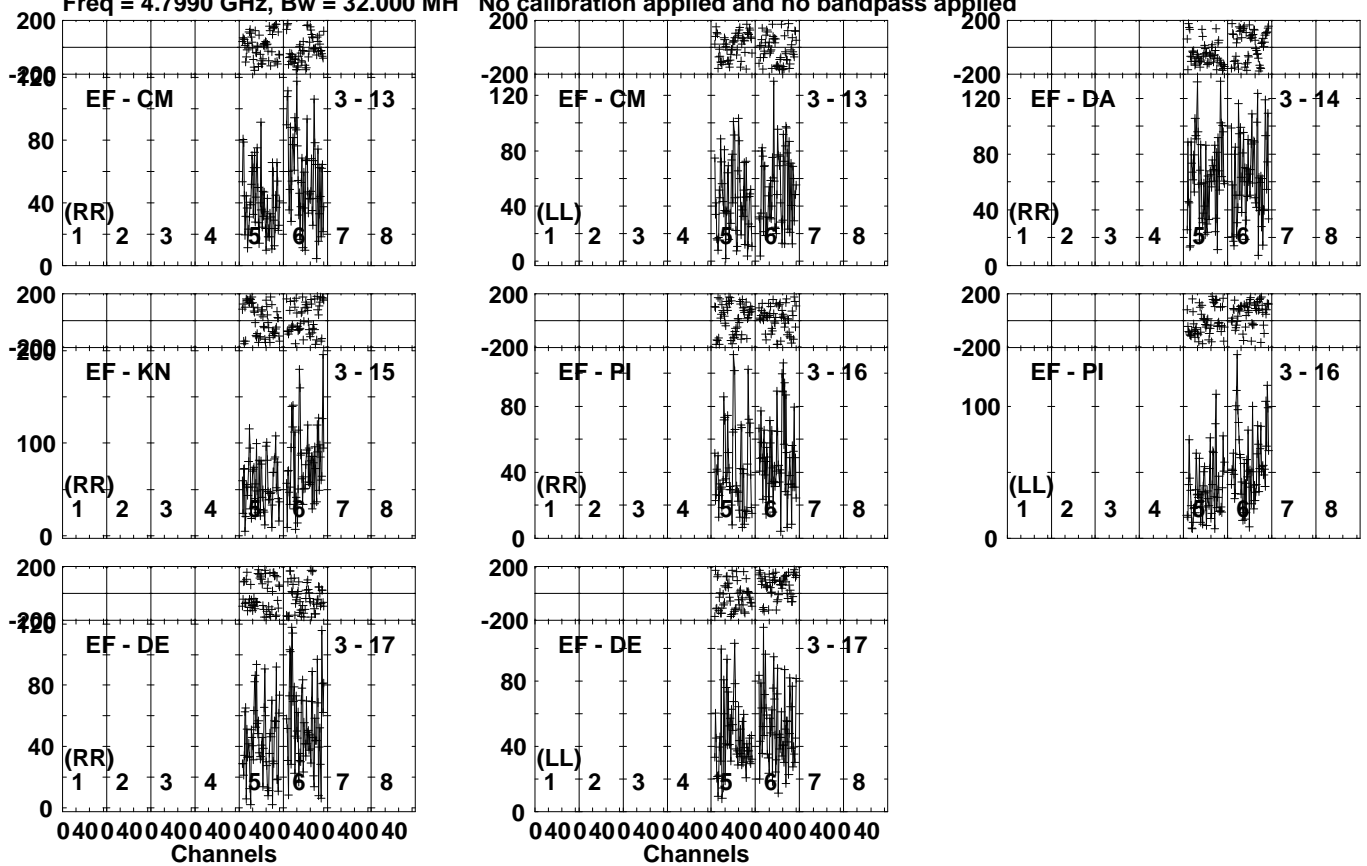 Freq = 4.7990 GHz, Bw = 32.000 MH No calibration applied and no bandpass applied
200 200 200
-200 -200 -200
120
EF - CM 3 - 13 EF - CM 3 - 13 EF - DA 3 - 14
120 120
80 80 80
40 40 40
(RR) (LL) (RR)
1 2 3 4 5 6 7 8 1 2 3 4 5 6 7 8 1 2 3 4 5 6 7 8
0 0 0
200 200 200
-200 -200 -200
200
EF - KN 3 - 15 EF - PI 3 - 16 EF - PI 3 - 16
100 80 100
40
(RR) (RR) (LL)
1 2 3 4 5 6 7 8 1 2 3 4 5 6 7 8 1 2 3 4 5 6 7 8
0 0 0
200 200
-200 -200
120
EF - DE 3 - 17 EF - DE 3 - 17
80 80
40 40
(RR) (LL)
1 2 3 4 5 6 7 8 1 2 3 4 5 6 7 8
0 0
0 40 0 40 0 40 0 40 0 40 0 40 0 40 0 40 0 40 0 40 0 40 0 40 0 40 0 40 0 40 0 40
Channels Channels